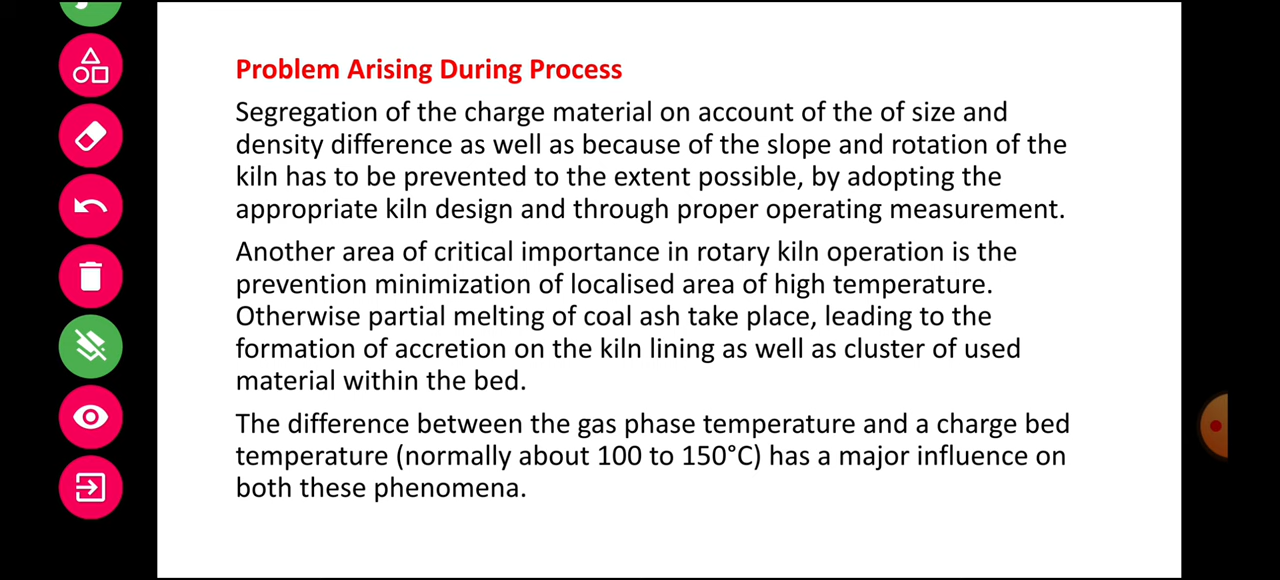 Problem Arising During Process
Segregation of the charge material on account of the of size and
density difference as well as because of the slope and rotation of the
kiln has to be prevented to the extent possible, by adopting the
appropriate kiln design and through proper operating measurement.
Another area of critical importance in rotary kiln operation is the
prevention minimization of localised area of high temperature.
Otherwise partial melting of coal ash take place, leading to the
formation of accretion on the kiln lining as well as cluster of used
material within the bed.
The difference between the gas phase temperature and a charge bed
temperature (normally about 100 to 150°C) has a major influence on
both these phenomena.